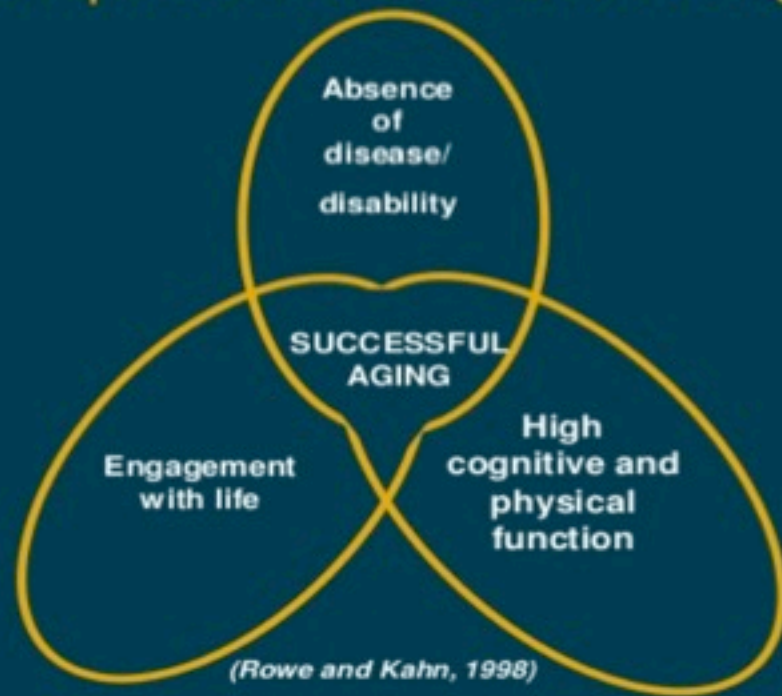 Absence
of
disease/
disability
SUCCESSFUL
AGING
Engagement
with life
High
cognitive and
physical
function
(Rowe and Kahn, 1998)